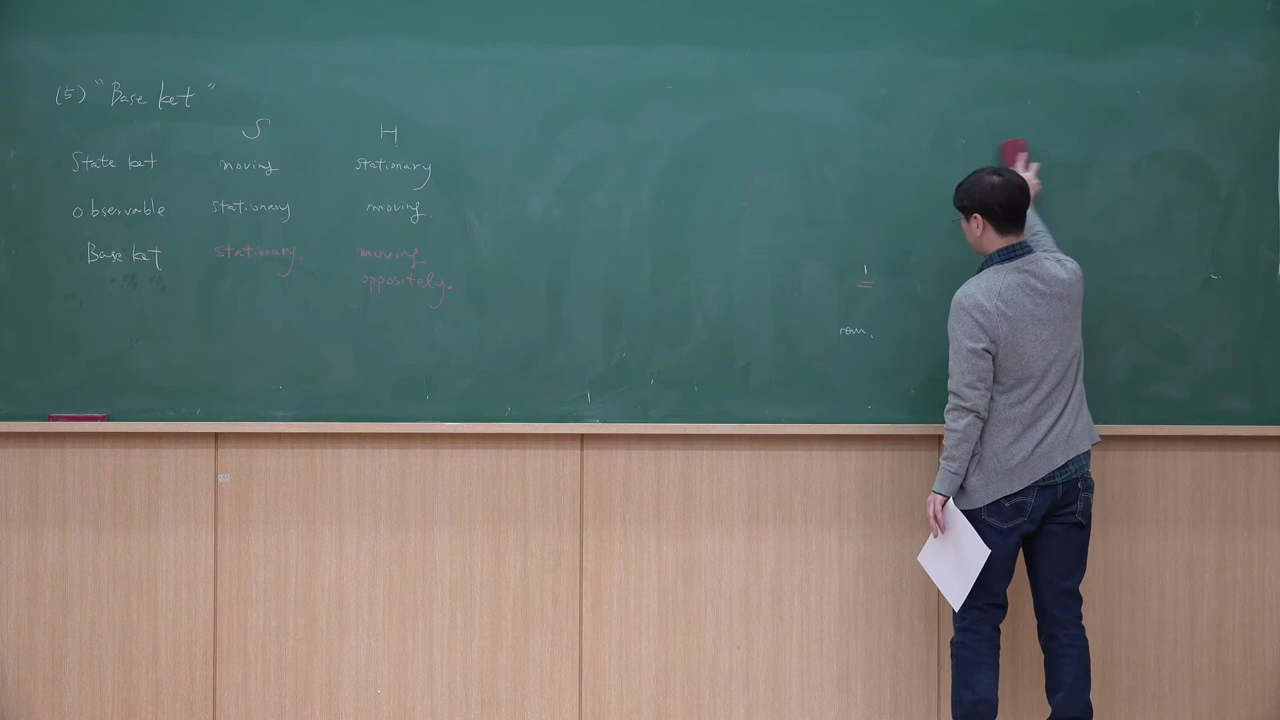 (5) "Base ket"
S H
State ket moving stationary
observable stationary moving.
Base ket stationary. moving
oppositely.